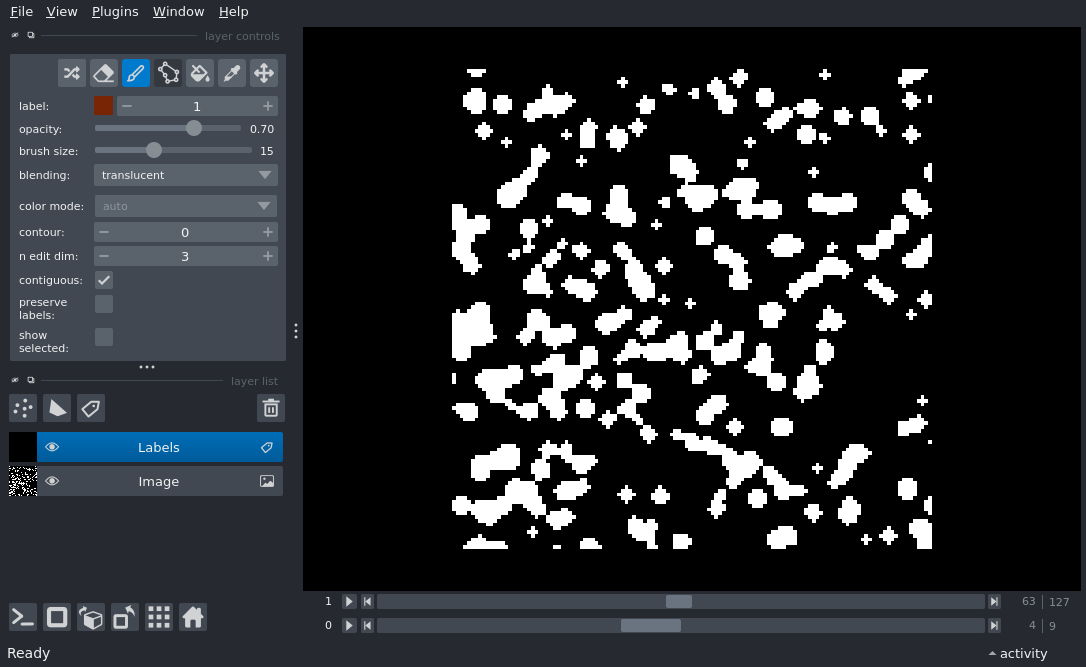 File View Plugins Window Help
layer controls
label: 1
opacity: 0.70
brush size: 15
blending: translucent
color mode: auto
contour: 0
n edit dim: 3
contiguous:
preserve
labels:
show
selected:
layer list
Labels
Image
1 63 127
0 4 9
Ready activity